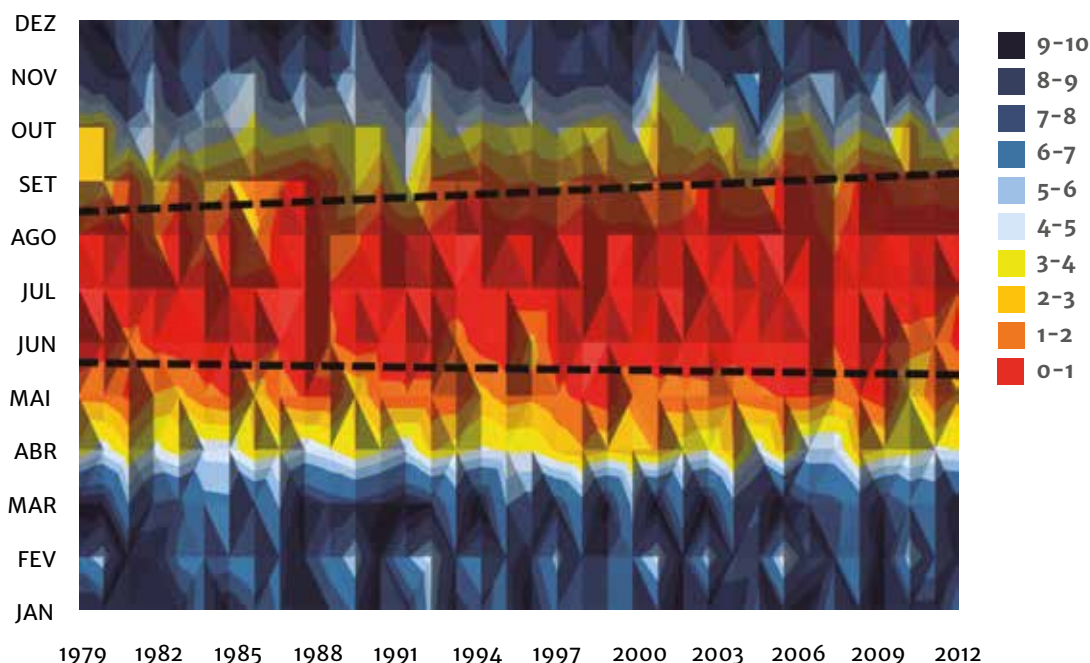 DEZ
NOV
OUT
SET
AGO
JUL
JUN
MAI
ABR
MAR
FEV
JAN
1979 1982 1985 1988 1991 1994 1997 2000 2003 2006 2009 2012
9-10
8-9
7-8
6-7
5-6
4-5
3-4
2-3
1-2
0-1